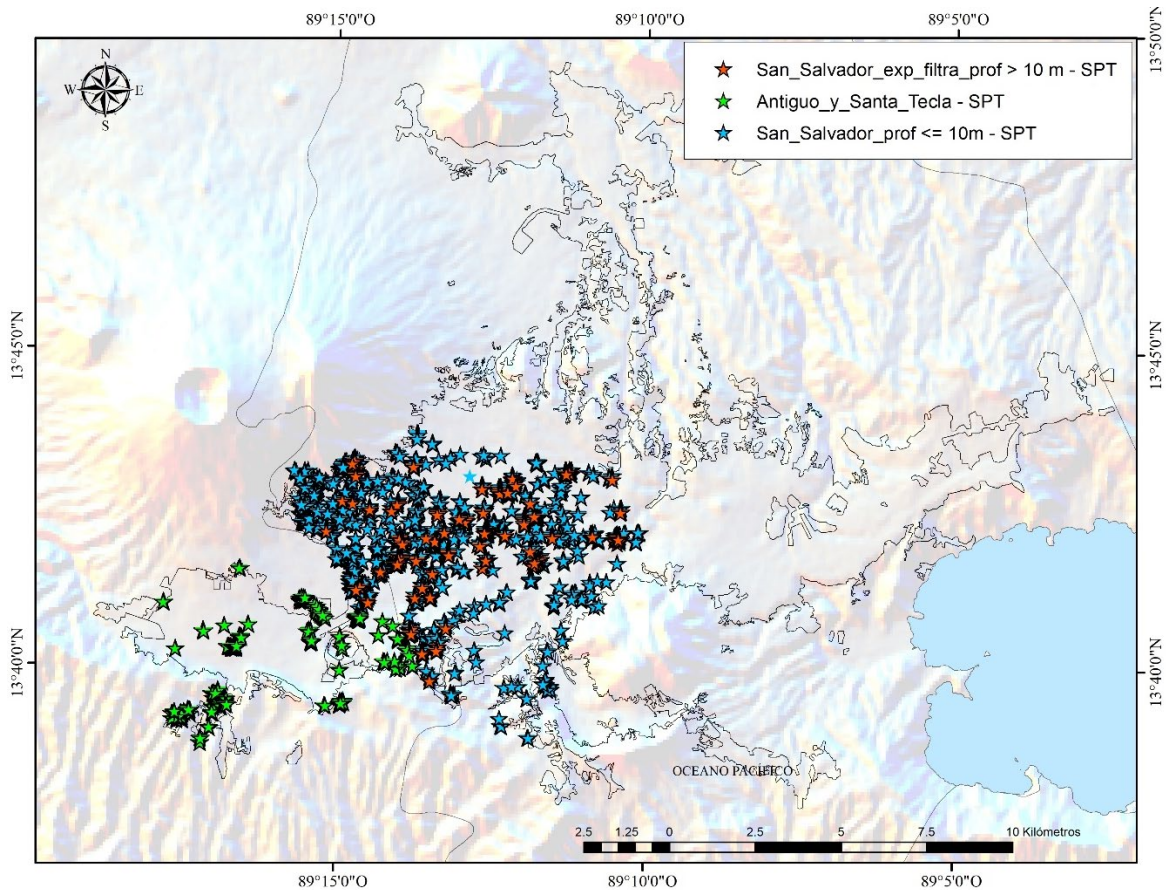 89°15'0"O 89°10'0"O 89°5'0"O
13°50'0"N
N
W E
S
San_Salvador_exp_filtra_prof > 10 m - SPT
Antiguo_y_Santa_Tecla - SPT
San_Salvador_prof <= 10m - SPT
13°45'0"N 13°45'0"N
13°40'0"N 13°40'0"N
OCEANO PACÍFICO
2.5 1.25 0 2.5 5 7.5 10 Kilómetros
89°15'0"O 89°10'0"O 89°5'0"O